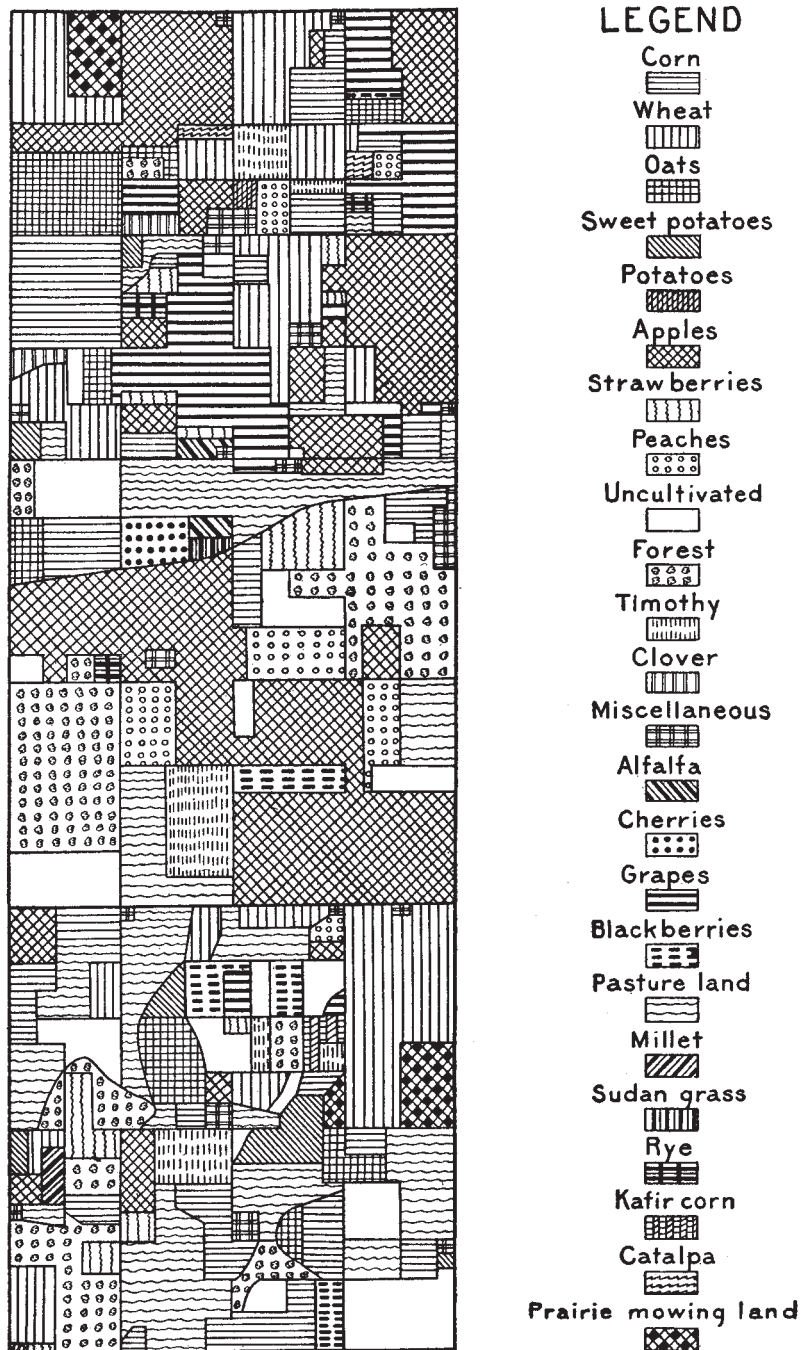 LEGEND
Corn
Wheat
Oats
Sweet potatoes
Potatoes
Apples
Strawberries
Peaches
Uncultivated
Forest
Timothy
Clover
Miscellaneous
Alfalfa
Cherries
Grapes
Blackberries
Pasture land
Millet
Sudan grass
Rye
Kafir corn
Catalpa
Prairie mowing land